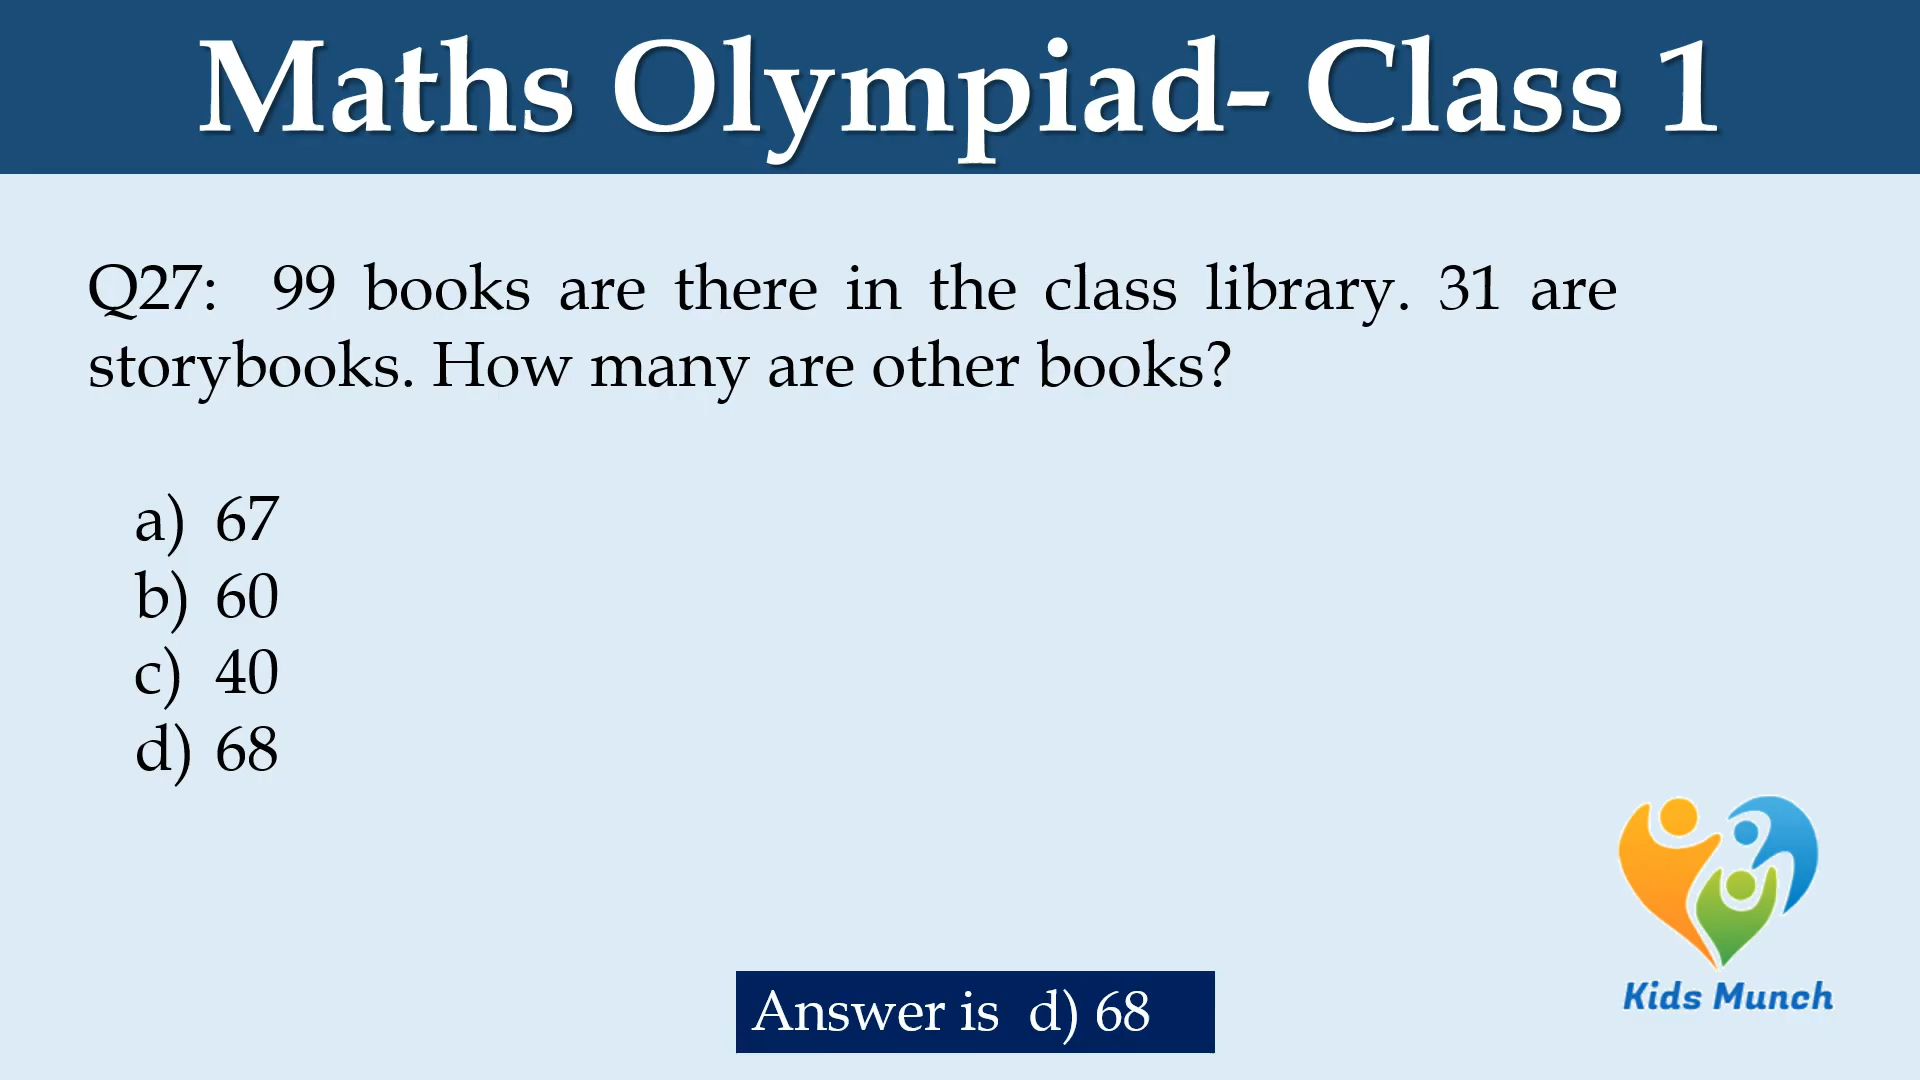 Maths Olympiad- Class 1
Q27: 99 books are there in the class library. 31 are
storybooks. How many are other books?
a) 67
b) 60
c) 40
d) 68
Kids Munch
Answer is d) 68